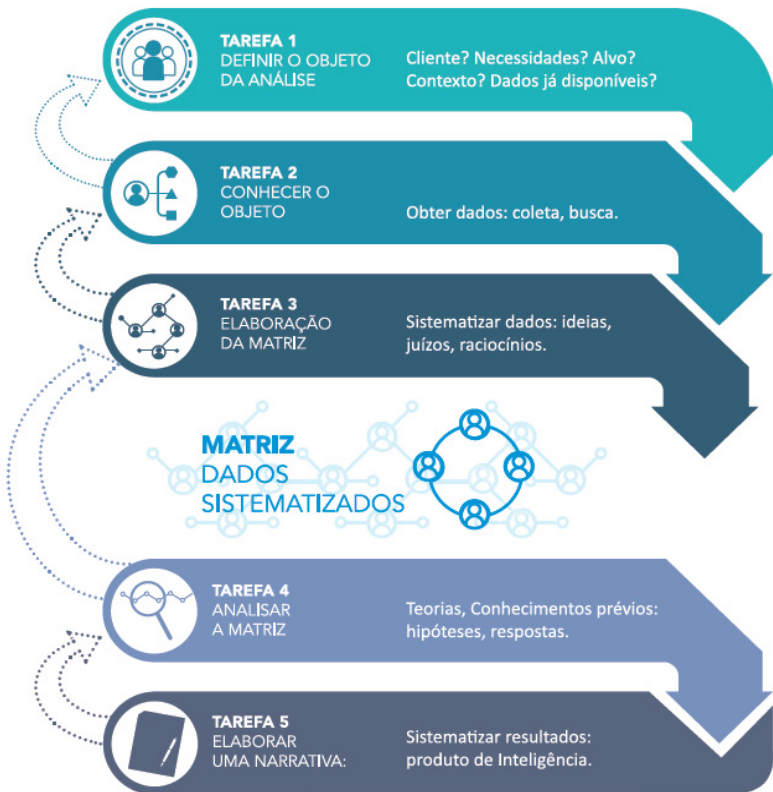 TAREFA 1
DEFINIR O OBJETO
DA ANÁLISE
Cliente? Necessidades? Alvo?
Contexto? Dados já disponíveis?
TAREFA 2
CONHECER O
OBJETO
Obter dados: coleta, busca.
TAREFA 3
ELABORAÇÃO
DA MATRIZ
Sistematizar dados: ideias,
juízos, raciocínios.
MATRIZ
DADOS
SISTEMATIZADOS
TAREFA 4
ANALISAR
A MATRIZ
Teorias, Conhecimentos prévios:
hipóteses, respostas.
TAREFA 5
ELABORAR
UMA NARRATIVA:
Sistematizar resultados:
produto de Inteligência.